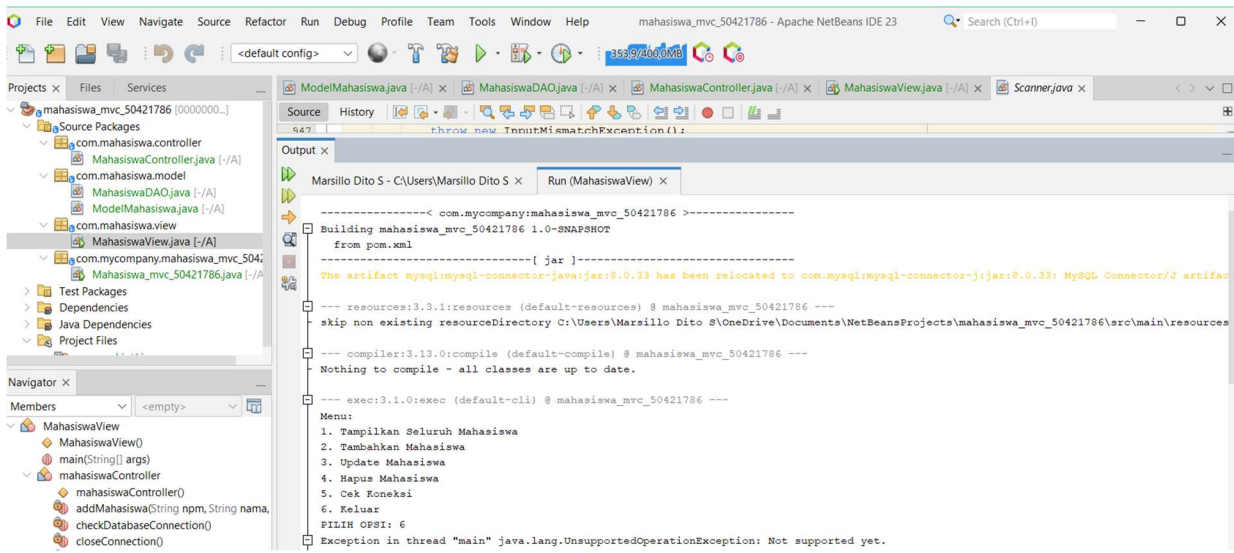 File Edit View Navigate Source Refactor Run Debug Profile Team Tools Window Help mahasiswa_mvc_50421786 - Apache NetBeans IDE 23 Search (Ctrl+I)
<default config> 353,9/400,0MB
Projects Files Services
mahasiswa_mvc_50421786 [0000000...]
Source Packages
com.mahasiswa.controller
MahasiswaController.java [-/A]
com.mahasiswa.model
MahasiswaDAO.java [-/A]
ModelMahasiswa.java [-/A]
com.mahasiswa.view
MahasiswaView.java [-/A]
com.mycompany.mahasiswa_mvc_5042
Mahasiswa_mvc_50421786.java [-/A
Test Packages
Dependencies
Java Dependencies
Project Files
Navigator
Members <empty>
MahasiswaView
MahasiswaView()
main(String[] args)
mahasiswaController
mahasiswaController()
addMahasiswa(String npm, String nama,
checkDatabaseConnection()
closeConnection()
ModelMahasiswa.java [-/A] MahasiswaDAO.java [-/A] MahasiswaController.java [-/A] MahasiswaView.java [-/A] Scanner.java
Source History
947 throw new InputMismatchException();
Output
Marsillo Dito S - C:\Users\Marsillo Dito S Run (MahasiswaView)
----------------< com.mycompany:mahasiswa_mvc_50421786 >----------------
Building mahasiswa_mvc_50421786 1.0-SNAPSHOT
from pom.xml
--------------------------------[ jar ]---------------------------------
The artifact mysql:mysql-connector-java:jar:8.0.33 has been relocated to com.mysql:mysql-connector-j:jar:8.0.33: MySQL Connector/J artifac
--- resources:3.3.1:resources (default-resources) @ mahasiswa_mvc_50421786 ---
skip non existing resourceDirectory C:\Users\Marsillo Dito S\OneDrive\Documents\NetBeansProjects\mahasiswa_mvc_50421786\src\main\resources
--- compiler:3.13.0:compile (default-compile) @ mahasiswa_mvc_50421786 ---
Nothing to compile - all classes are up to date.
--- exec:3.1.0:exec (default-cli) @ mahasiswa_mvc_50421786 ---
Menu:
1. Tampilkan Seluruh Mahasiswa
2. Tambahkan Mahasiswa
3. Update Mahasiswa
4. Hapus Mahasiswa
5. Cek Koneksi
6. Keluar
PILIH OPSI: 6
Exception in thread "main" java.lang.UnsupportedOperationException: Not supported yet.